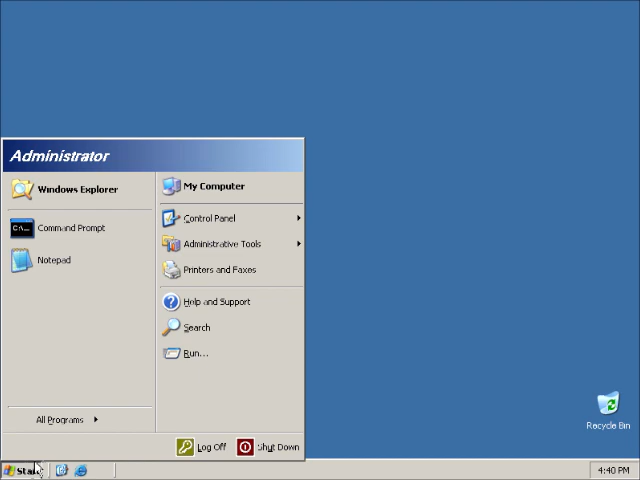 Administrator
Windows Explorer
Command Prompt
Notepad
All Programs
My Computer
Control Panel
Administrative Tools
Printers and Faxes
Help and Support
Search
Run...
Log Off
Shut Down
Recycle Bin
Start
4:40 PM